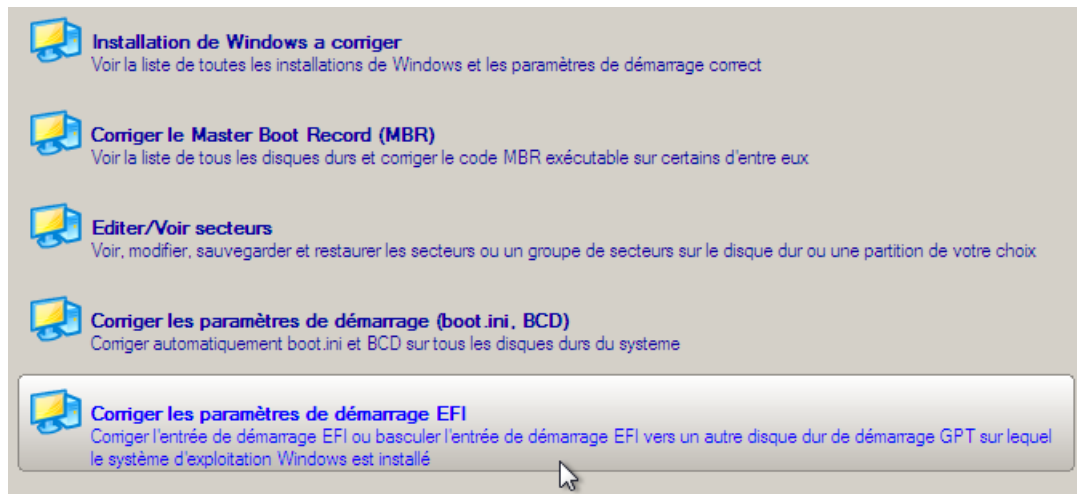 Installation de Windows a corriger
Voir la liste de toutes les installations de Windows et les paramètres de démarrage correct
Corriger le Master Boot Record (MBR)
Voir la liste de tous les disques durs et corriger le code MBR exécutable sur certains d'entre eux
Editer/Voir secteurs
Voir, modifier, sauvegarder et restaurer les secteurs ou un groupe de secteurs sur le disque dur ou une partition de votre choix
Corriger les paramètres de démarrage (boot.ini, BCD)
Corriger automatiquement boot.ini et BCD sur tous les disques durs du systeme
Corriger les paramètres de démarrage EFI
Corriger l'entrée de démarrage EFI ou basculer l'entrée de démarrage EFI vers un autre disque dur de démarrage GPT sur lequel
le système d'exploitation Windows est installé